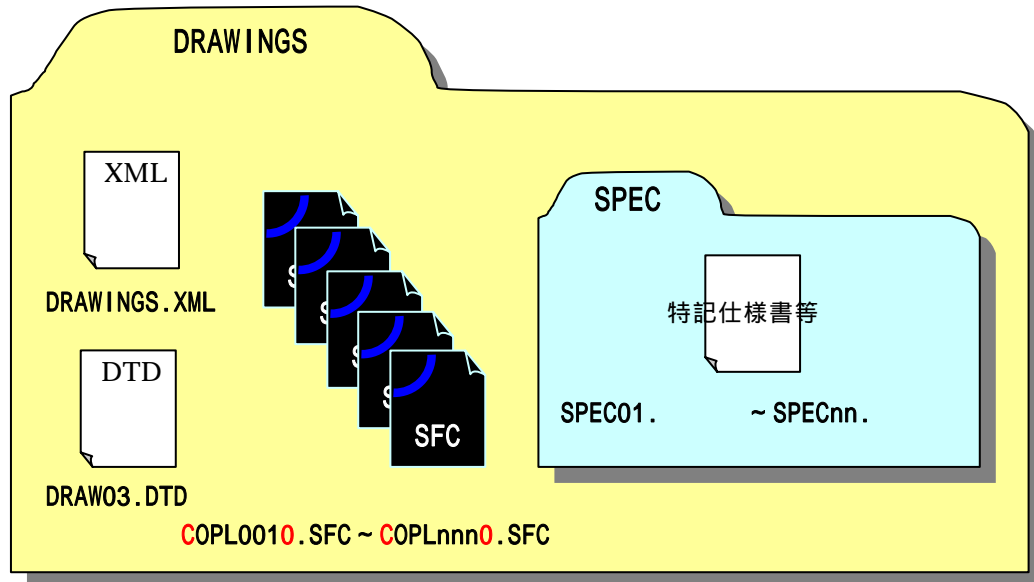 DRAWINGS
XML
DRAWINGS.XML
DTD
DRAW03.DTD
S
S
S
S
SFC
COPL0010.SFC ~ COPLnnn0.SFC
SPEC
特記仕様書等
SPEC01. ~ SPECnn.